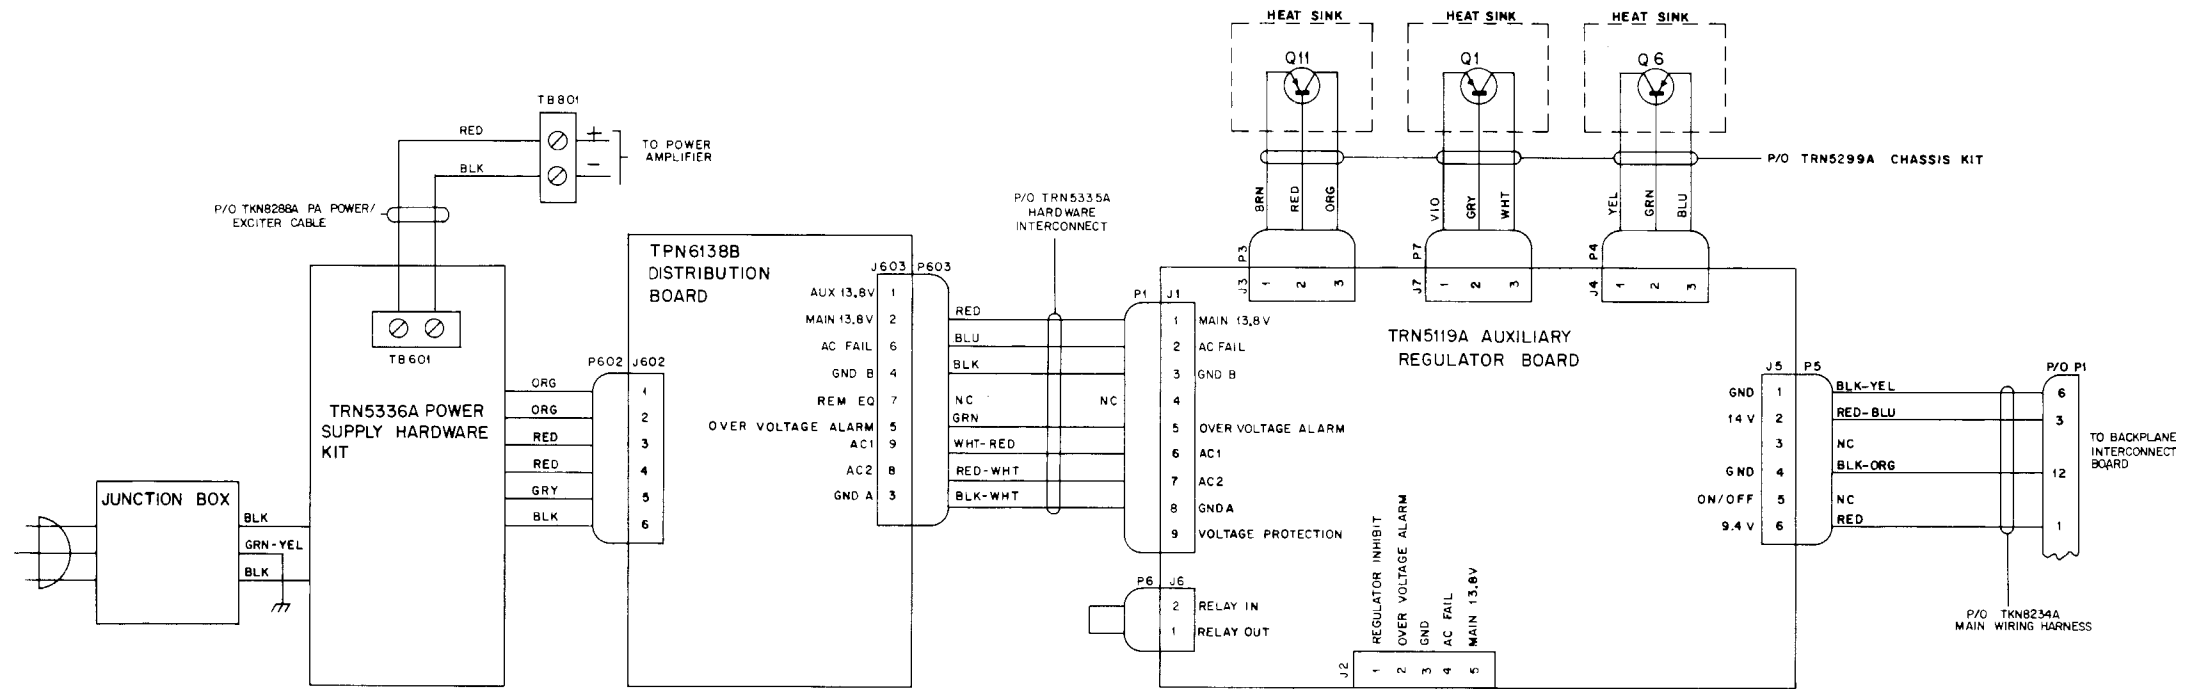 HEAT SINK
HEAT SINK
HEAT SINK
Q11
Q1
Q6
TB801
RED
+
TO POWER
AMPLIFIER
BLK
−
P/O TRN5299A CHASSIS KIT
P/O TKN8288A PA POWER/
EXCITER CABLE
P/O TRN5335A
HARDWARE
INTERCONNECT
BRN
RED
ORG
VIO
GRY
WHT
YEL
GRN
BLU
P3
J3
1
2
3
P7
J7
1
2
3
P4
J4
1
2
3
TB601
TRN5336A POWER
SUPPLY HARDWARE
KIT
JUNCTION BOX
BLK
GRN-YEL
BLK
ORG
ORG
RED
RED
GRY
BLK
P602 J602
1
2
3
4
5
6
TPN6138B
DISTRIBUTION
BOARD
J603 P603
AUX 13.8V 1
MAIN 13.8V 2
AC FAIL 6
GND B 4
REM EQ 7
OVER VOLTAGE ALARM 5
AC1 9
AC2 8
GND A 3
RED
BLU
BLK
NC NC
GRN
WHT-RED
RED-WHT
BLK-WHT
P1 J1
1 MAIN 13.8V
2 AC FAIL
3 GND B
4
5 OVER VOLTAGE ALARM
6 AC1
7 AC2
8 GND A
9 VOLTAGE PROTECTION
P6 J6
2 RELAY IN
1 RELAY OUT
TRN5119A AUXILIARY
REGULATOR BOARD
REGULATOR INHIBIT
OVER VOLTAGE ALARM
GND
AC FAIL
MAIN 13.8V
J2
1
2
3
4
5
J5 P5
GND 1 BLK-YEL
14 V 2 RED-BLU
3 NC
GND 4 BLK-ORG
ON/OFF 5 NC
9.4 V 6 RED
P/O P1
6
3
12
1
TO BACKPLANE
INTERCONNECT
BOARD
P/O TKN8234A
MAIN WIRING HARNESS